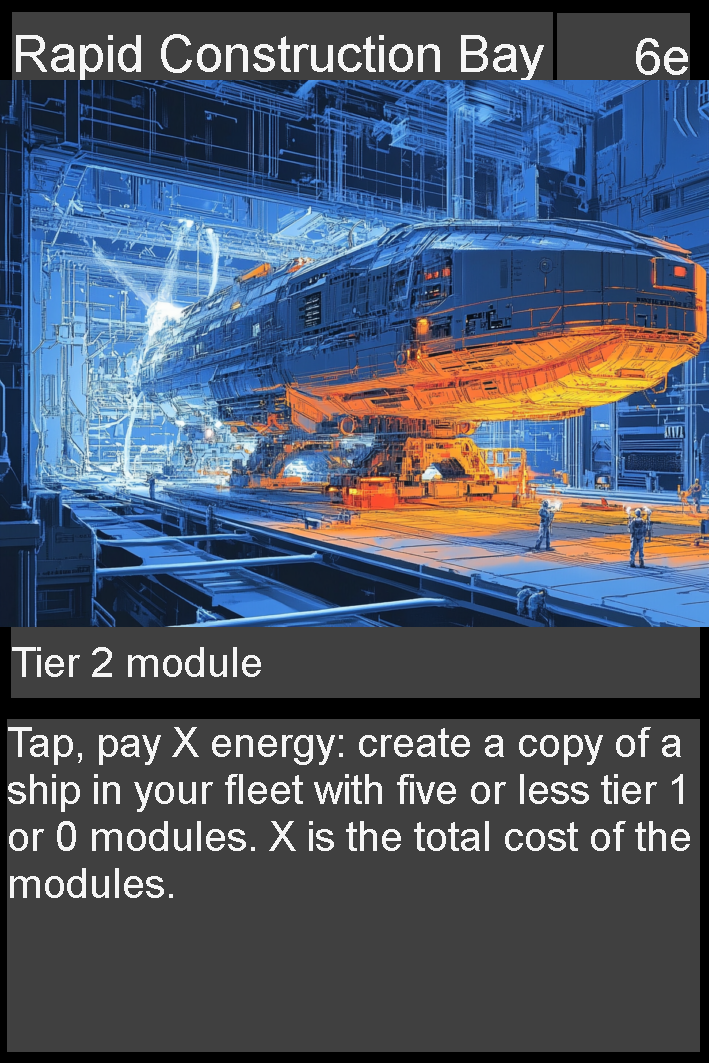 Rapid Construction Bay 6e
Tier 2 module
Tap, pay X energy: create a copy of a
ship in your fleet with five or less tier 1
or 0 modules. X is the total cost of the
modules.